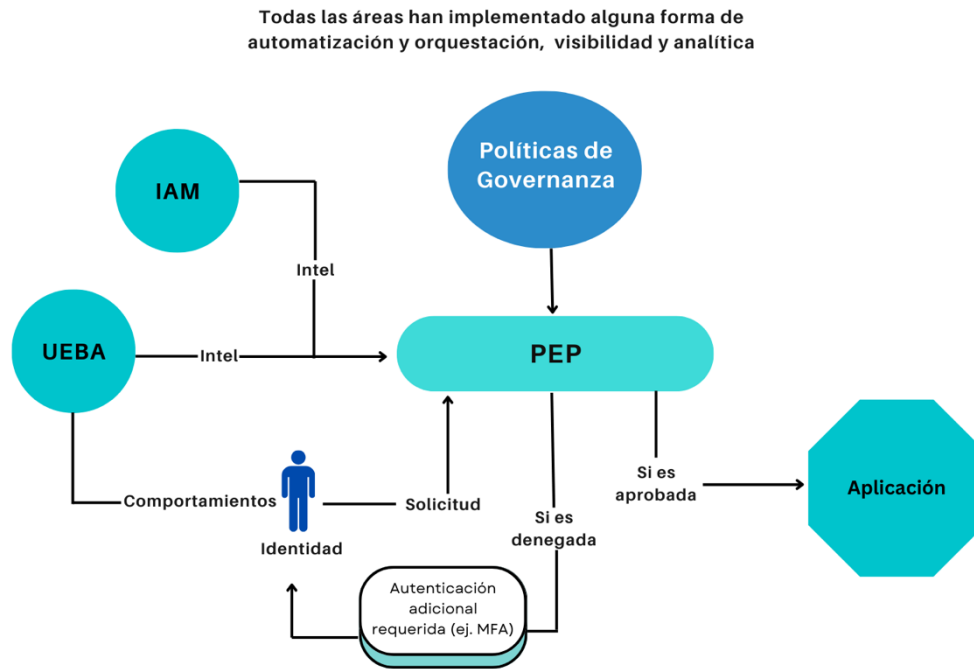 Todas las áreas han implementado alguna forma de
automatización y orquestación, visibilidad y analítica
Políticas de
Governanza
IAM
Intel
UEBA
Intel
PEP
Comportamientos
Identidad
Solicitud
Si es
denegada
Si es
aprobada
Aplicación
Autenticación
adicional
requerida (ej. MFA)